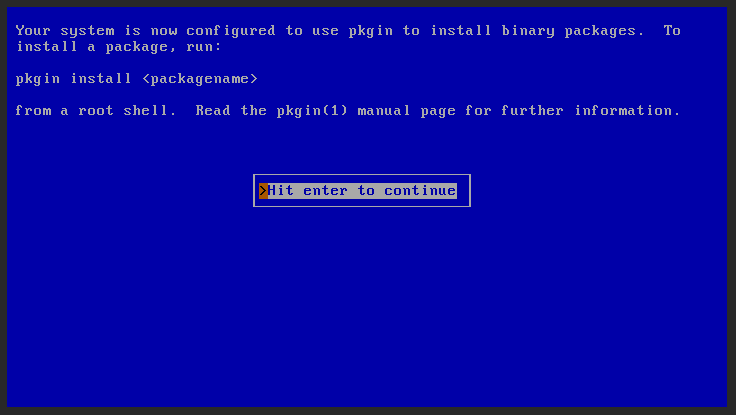 Your system is now configured to use pkgin to install binary packages.  To
install a package, run:
pkgin install <packagename>
from a root shell.  Read the pkgin(1) manual page for further information.
>Hit enter to continue